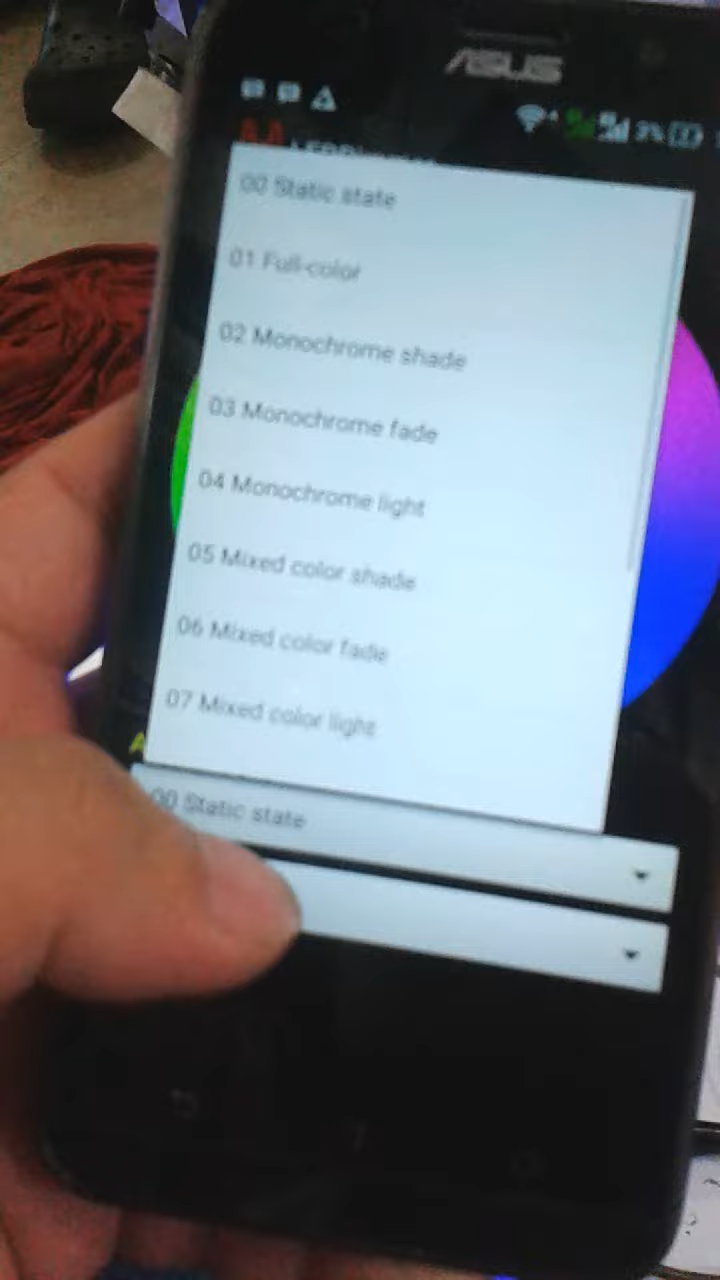 ASUS
00 Static state
01 Full-color
02 Monochrome shade
03 Monochrome fade
04 Monochrome light
05 Mixed color shade
06 Mixed color fade
07 Mixed color light
00 Static state